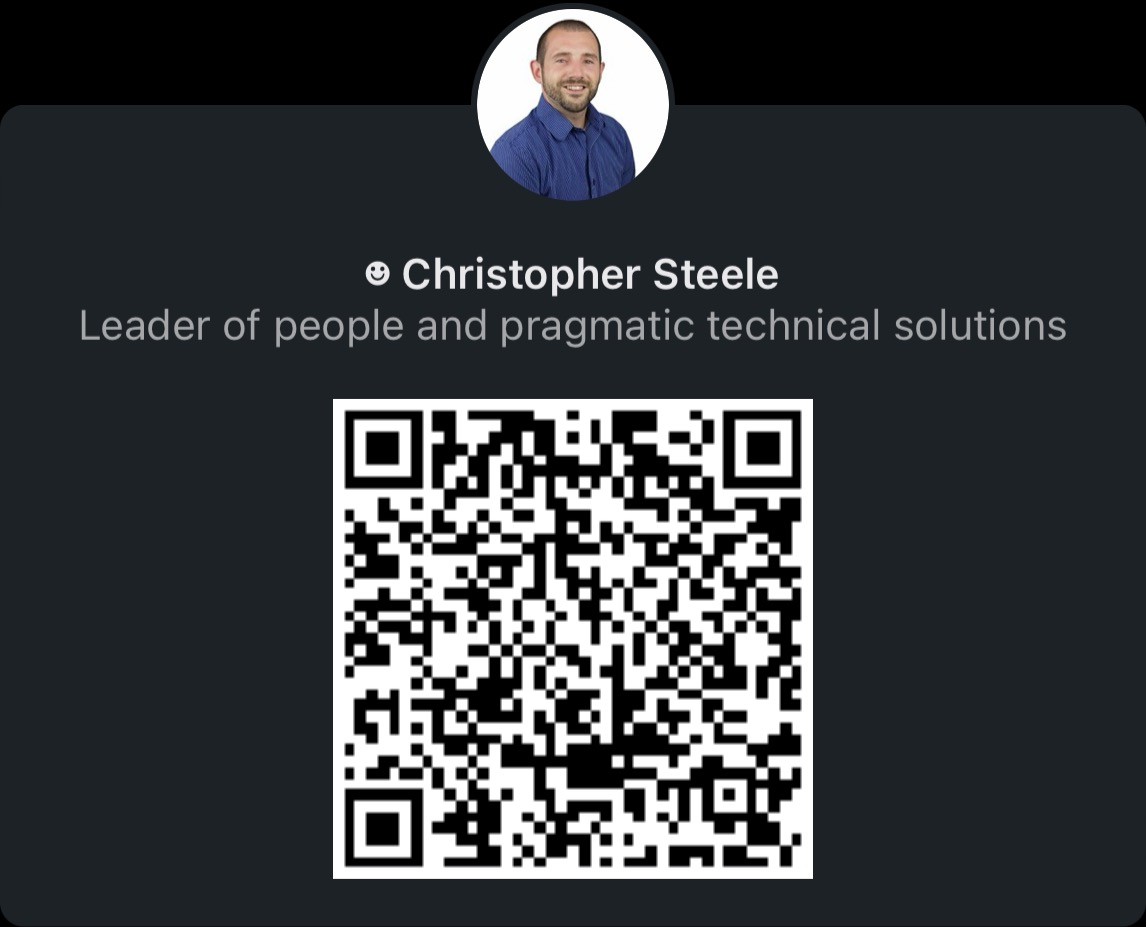 ☻ Christopher Steele
Leader of people and pragmatic technical solutions